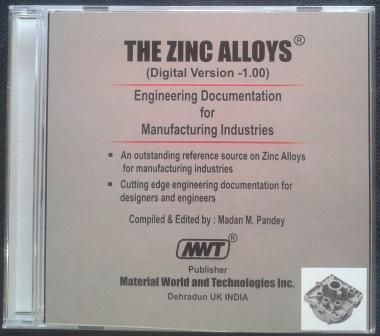 THE ZINC ALLOYS®
(Digital Version -1.00)
Engineering Documentation
for
Manufacturing Industries
▪ An outstanding reference source on Zinc Alloys
for manufacturing industries
▪ Cutting edge engineering documentation for
designers and engineers
Compiled & Edited by : Madan M. Pandey
MWT®
Publisher
Material World and Technologies Inc.
Dehradun UK INDIA